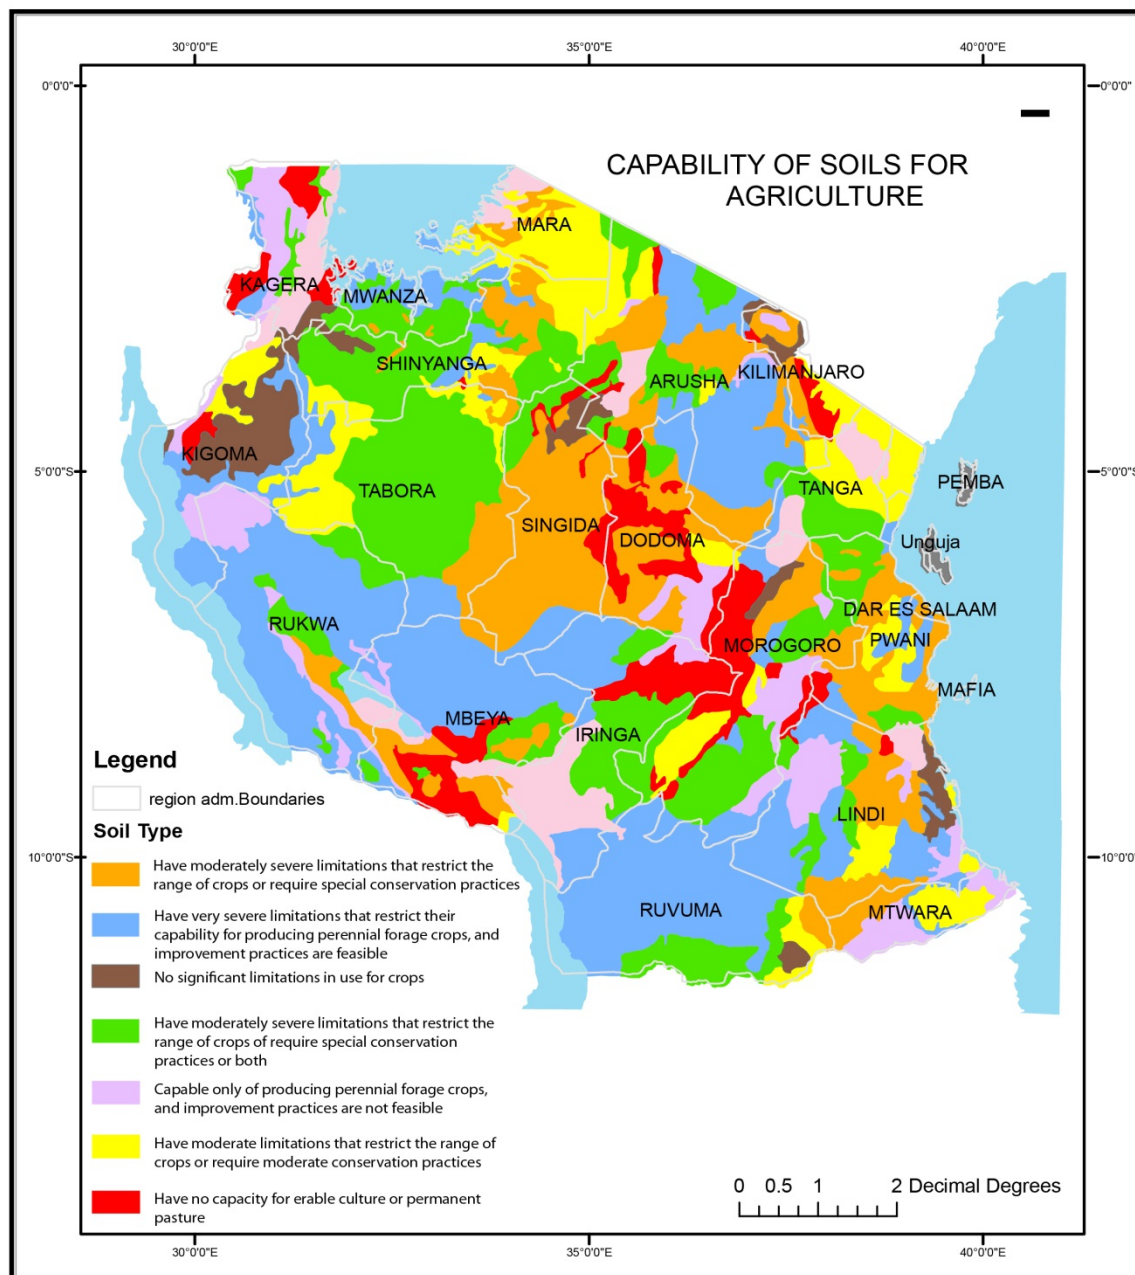 30°0'0"E
35°0'0"E
40°0'0"E
0°0'0"
0°0'0"
CAPABILITY OF SOILS FOR
AGRICULTURE
MARA
KAGERA
MWANZA
SHINYANGA
ARUSHA
KILIMANJARO
KIGOMA
5°0'0"S
5°0'0"S
TABORA
TANGA
PEMBA
SINGIDA
DODOMA
Unguja
RUKWA
DAR ES SALAAM
MOROGORO
PWANI
MAFIA
MBEYA
IRINGA
LINDI
RUVUMA
MTWARA
10°0'0"S
10°0'0"
Legend
region adm.Boundaries
Soil Type
Have moderately severe limitations that restrict the
range of crops or require special conservation practices
Have very severe limitations that restrict their
capability for producing perennial forage crops, and
improvement practices are feasible
No significant limitations in use for crops
Have moderately severe limitations that restrict the
range of crops of require special conservation
practices or both
Capable only of producing perennial forage crops,
and improvement practices are not feasible
Have moderate limitations that restrict the range of
crops or require moderate conservation practices
Have no capacity for erable culture or permanent
pasture
0 0.5 1 2 Decimal Degrees
30°0'0"E
35°0'0"E
40°0'0"E